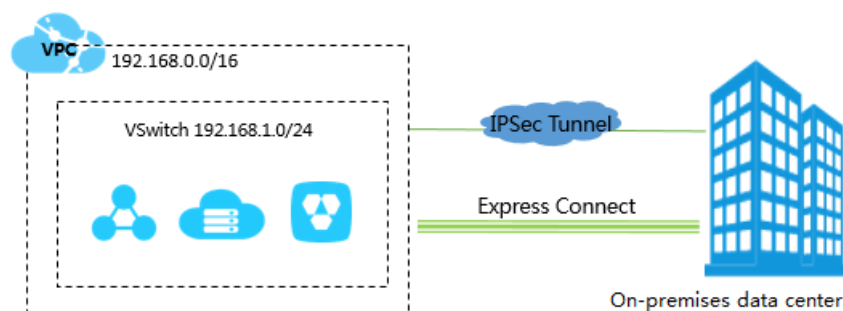 VPC
192.168.0.0/16
VSwitch 192.168.1.0/24
IPSec Tunnel
Express Connect
On-premises data center